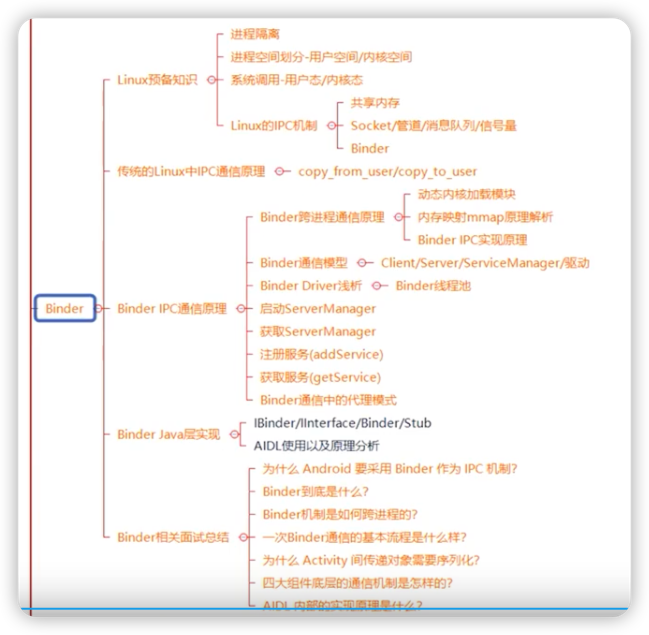 Binder
Linux预备知识
进程隔离
进程空间划分-用户空间/内核空间
系统调用-用户态/内核态
Linux的IPC机制
共享内存
Socket/管道/消息队列/信号量
Binder
传统的Linux中IPC通信原理
copy_from_user/copy_to_user
Binder IPC通信原理
Binder跨进程通信原理
动态内核加载模块
内存映射mmap原理解析
Binder IPC实现原理
Binder通信模型
Client/Server/ServiceManager/驱动
Binder Driver浅析
Binder线程池
启动ServerManager
获取ServerManager
注册服务(addService)
获取服务(getService)
Binder通信中的代理模式
Binder Java层实现
IBinder/IInterface/Binder/Stub
AIDL使用以及原理分析
Binder相关面试总结
为什么 Android 要采用 Binder 作为 IPC 机制?
Binder到底是什么?
Binder机制是如何跨进程的?
一次Binder通信的基本流程是什么样?
为什么 Activity 间传递对象需要序列化?
四大组件底层的通信机制是怎样的?
AIDL 内部的实现原理是什么?